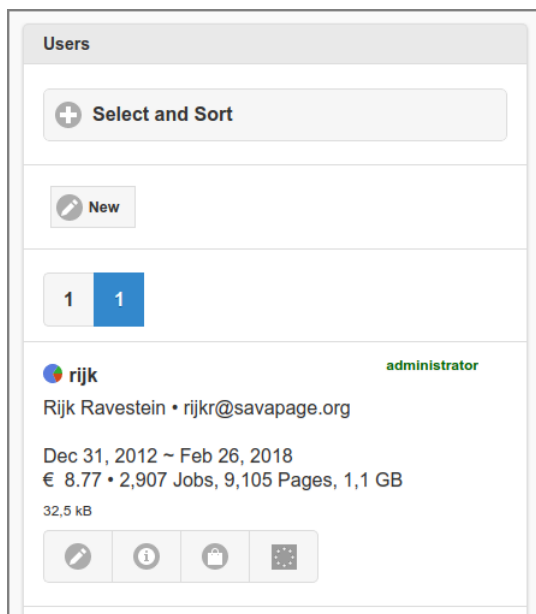 Users
Select and Sort
New
1 1
rijk administrator
Rijk Ravestein • rijkr@savapage.org
Dec 31, 2012 ~ Feb 26, 2018
€ 8.77 • 2,907 Jobs, 9,105 Pages, 1,1 GB
32,5 kB